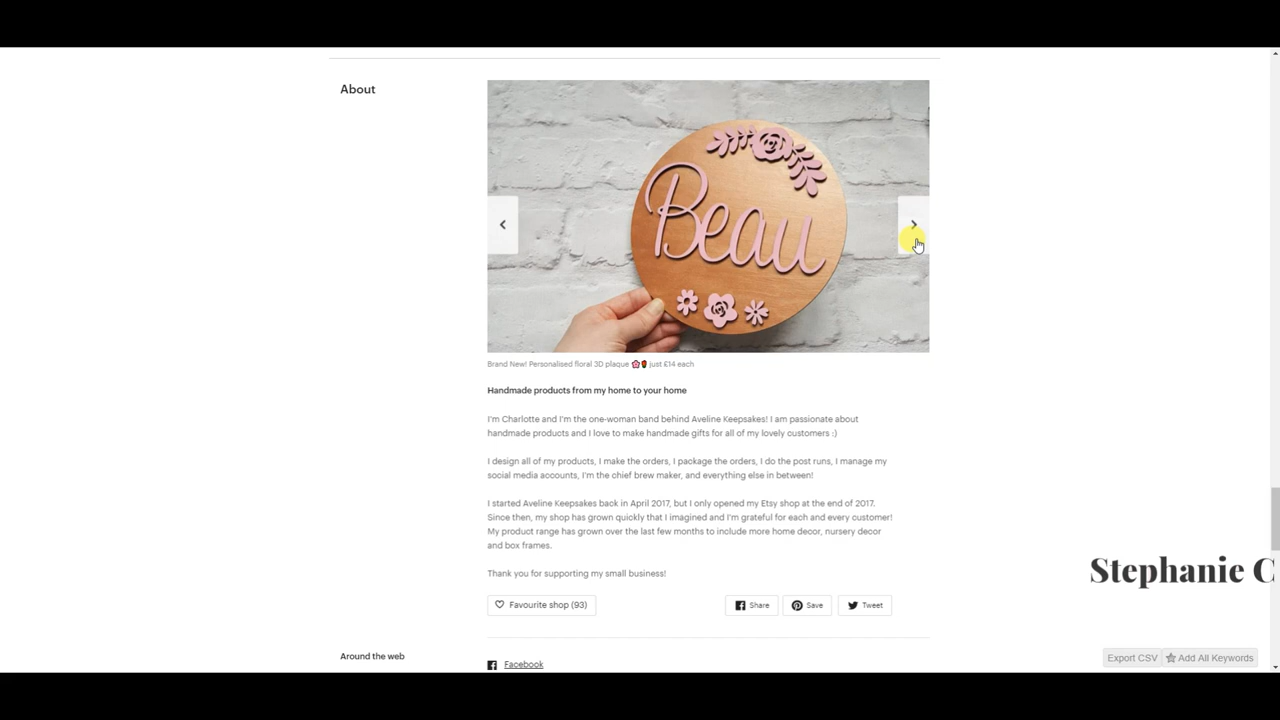 About
Beau
Brand New! Personalised floral 3D plaque 🌸🌷 just £14 each
Handmade products from my home to your home
I'm Charlotte and I'm the one-woman band behind Aveline Keepsakes! I am passionate about
handmade products and I love to make handmade gifts for all of my lovely customers :)
I design all of my products, I make the orders, I package the orders, I do the post runs, I manage my
social media accounts, I'm the chief brew maker, and everything else in between!
I started Aveline Keepsakes back in April 2017, but I only opened my Etsy shop at the end of 2017.
Since then, my shop has grown quickly that I imagined and I'm grateful for each and every customer!
My product range has grown over the last few months to include more home decor, nursery decor
and box frames.
Thank you for supporting my small business!
Favourite shop (93)
Share
Save
Tweet
Stephanie C
Around the web
Facebook
Export CSV
Add All Keywords